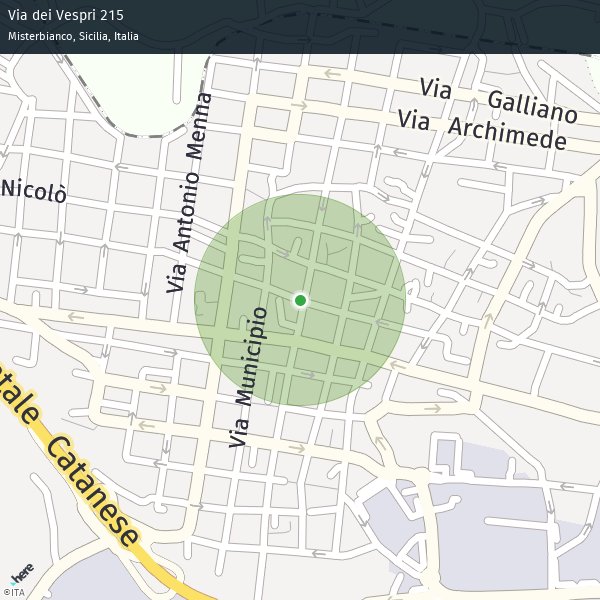 Via dei Vespri 215
Misterbianco, Sicilia, Italia
Via Galliano
Via Archimede
Nicolò
Via Antonio Menna
Via Municipio
tale Catanese
here
©ITA